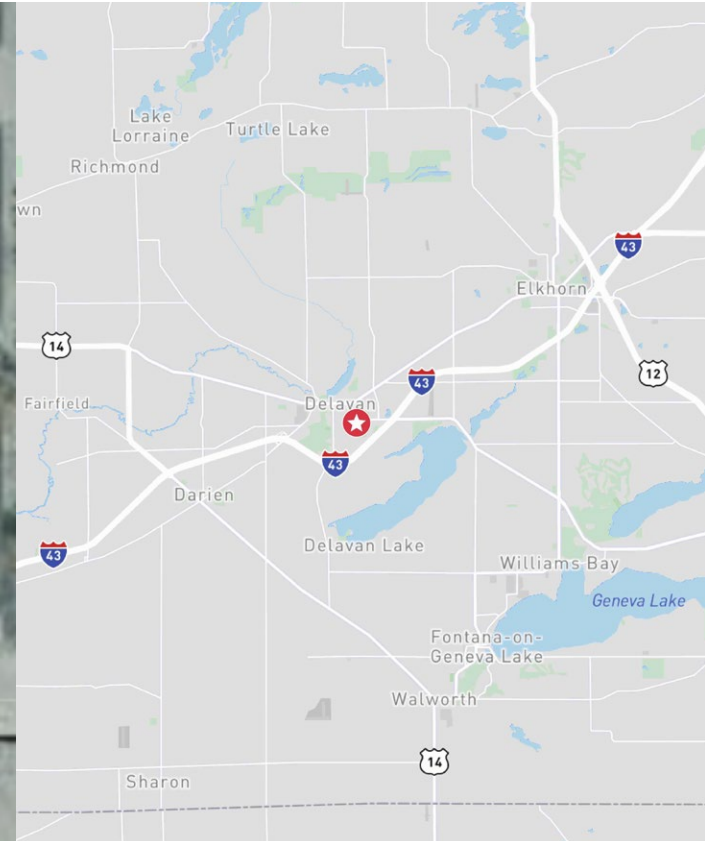 Lake
Lorraine
Turtle Lake
Richmond
wn
43
Elkhorn
14
12
43
Fairfield
Delavan
43
Darien
43
Delavan Lake
Williams Bay
Geneva Lake
Fontana-on-
Geneva Lake
Walworth
14
Sharon